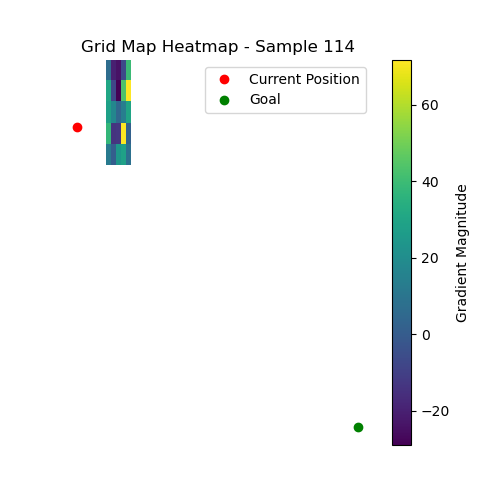 Grid Map Heatmap - Sample 114
Current Position
Goal
60
40
20
0
−20
Gradient Magnitude